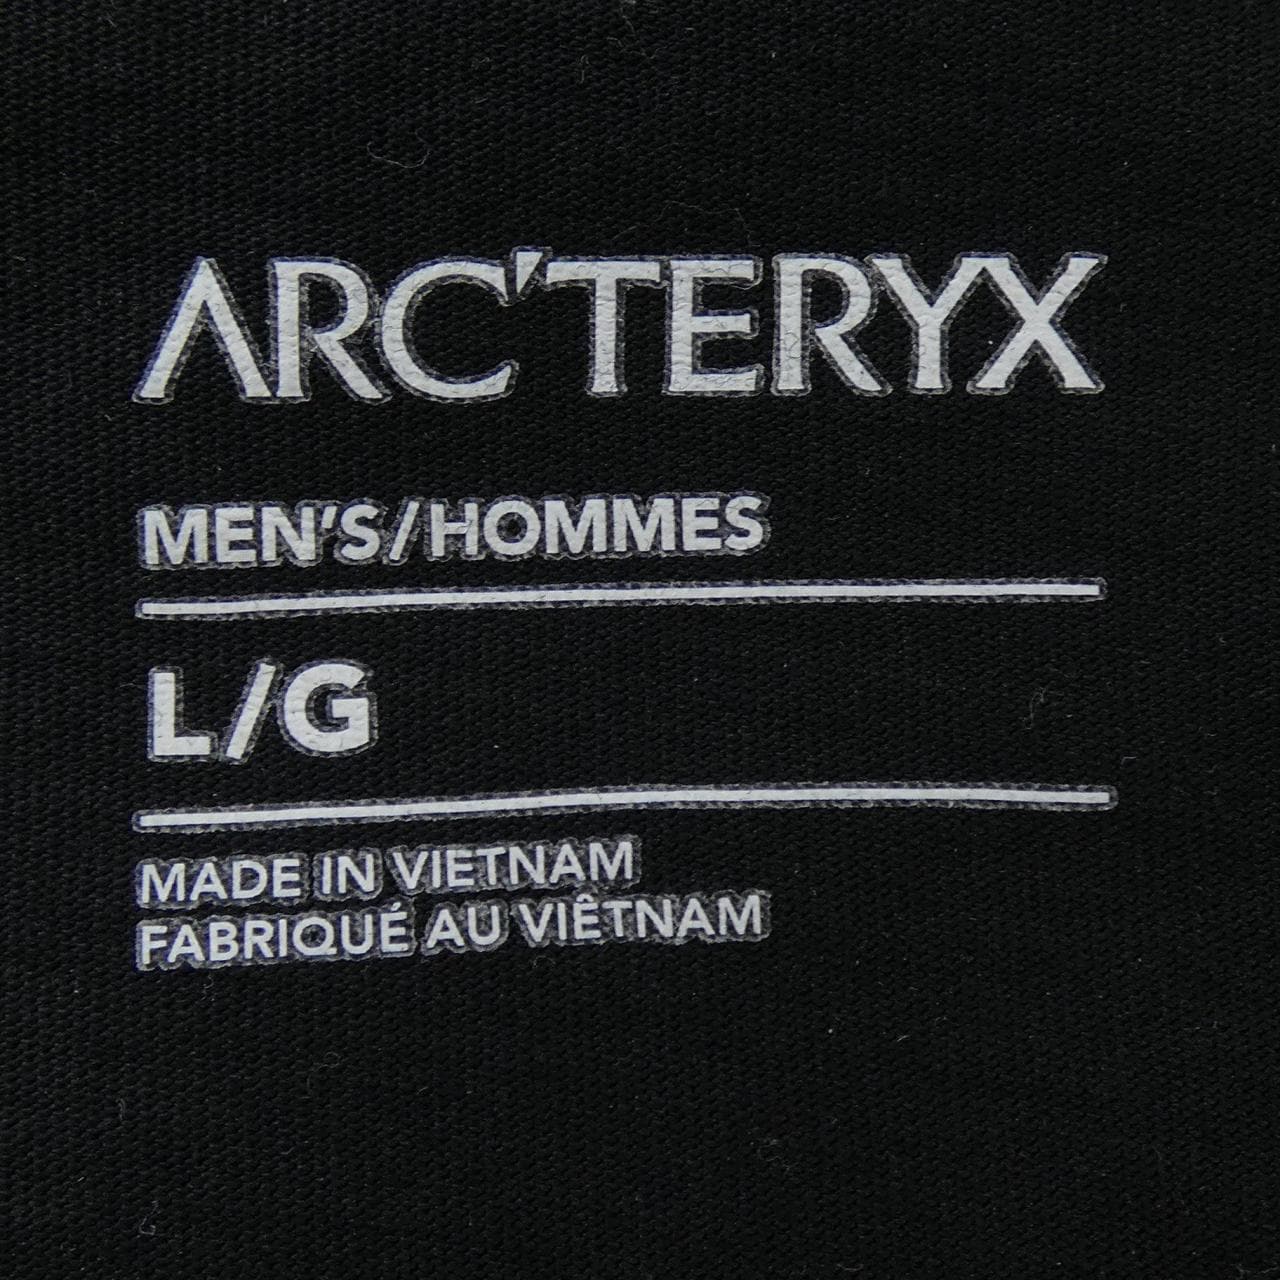 ARC'TERYX
MEN'S/HOMMES
L/G
MADE IN VIETNAM
FABRIQUÉ AU VIÊTNAM